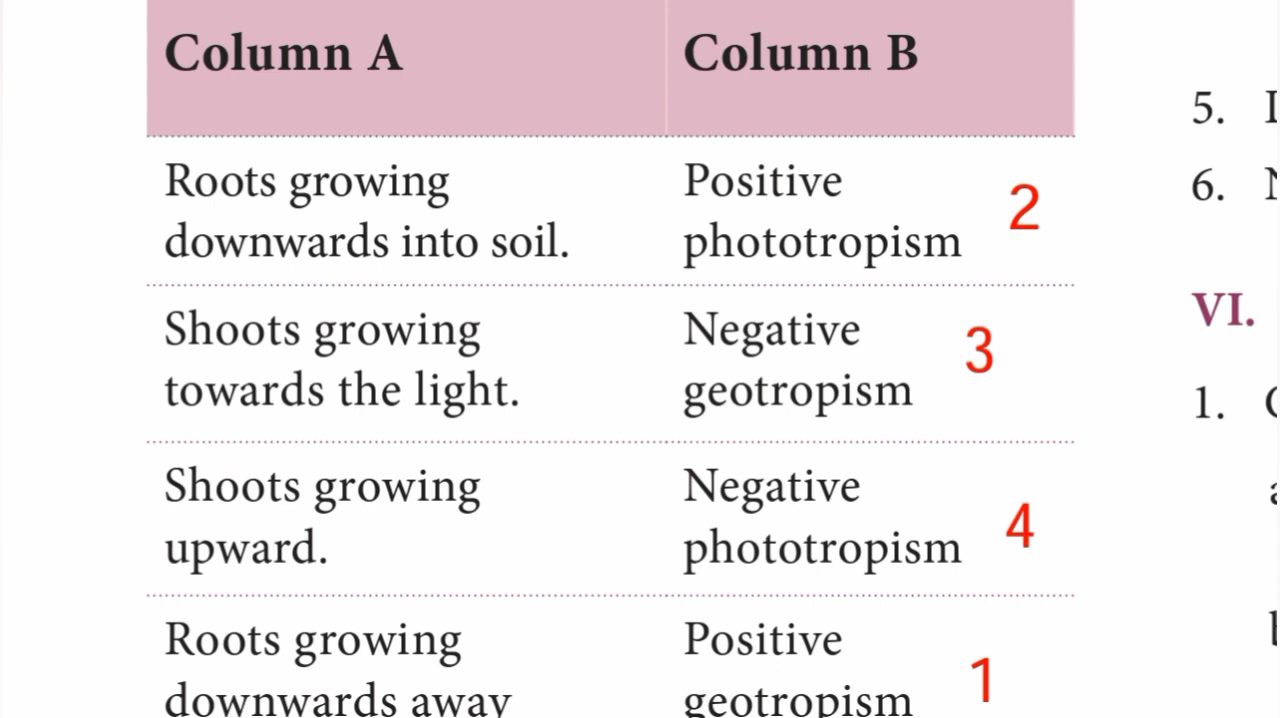 Column A Column B
Roots growing Positive
downwards into soil. phototropism 2
Shoots growing Negative
towards the light. geotropism 3
Shoots growing Negative
upward. phototropism 4
Roots growing Positive
downwards away geotropism 1
5.
6.
VI.
1.